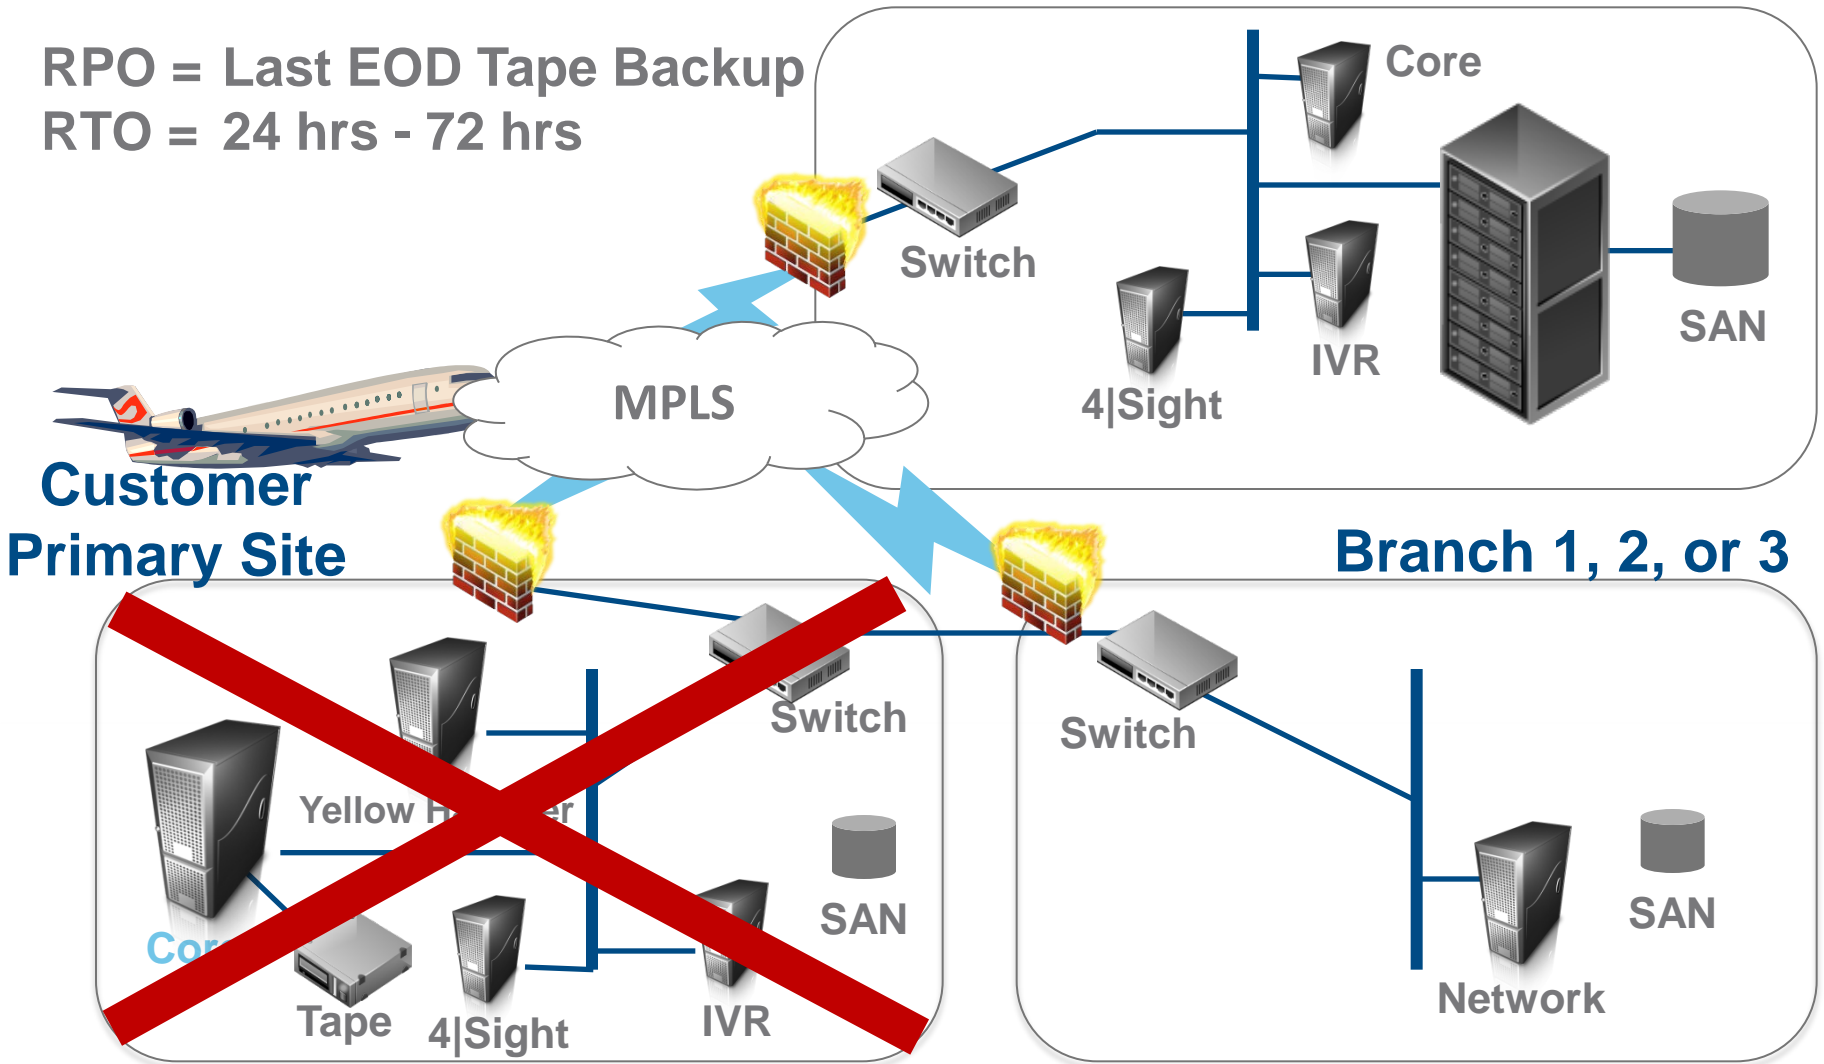 RPO = Last EOD Tape Backup
RTO = 24 hrs - 72 hrs
Core
Switch
SAN
IVR
4|Sight
MPLS
Customer
Primary Site
Branch 1, 2, or 3
Switch
Switch
Yellow
SAN
SAN
Network
Tape
4|Sight
IVR